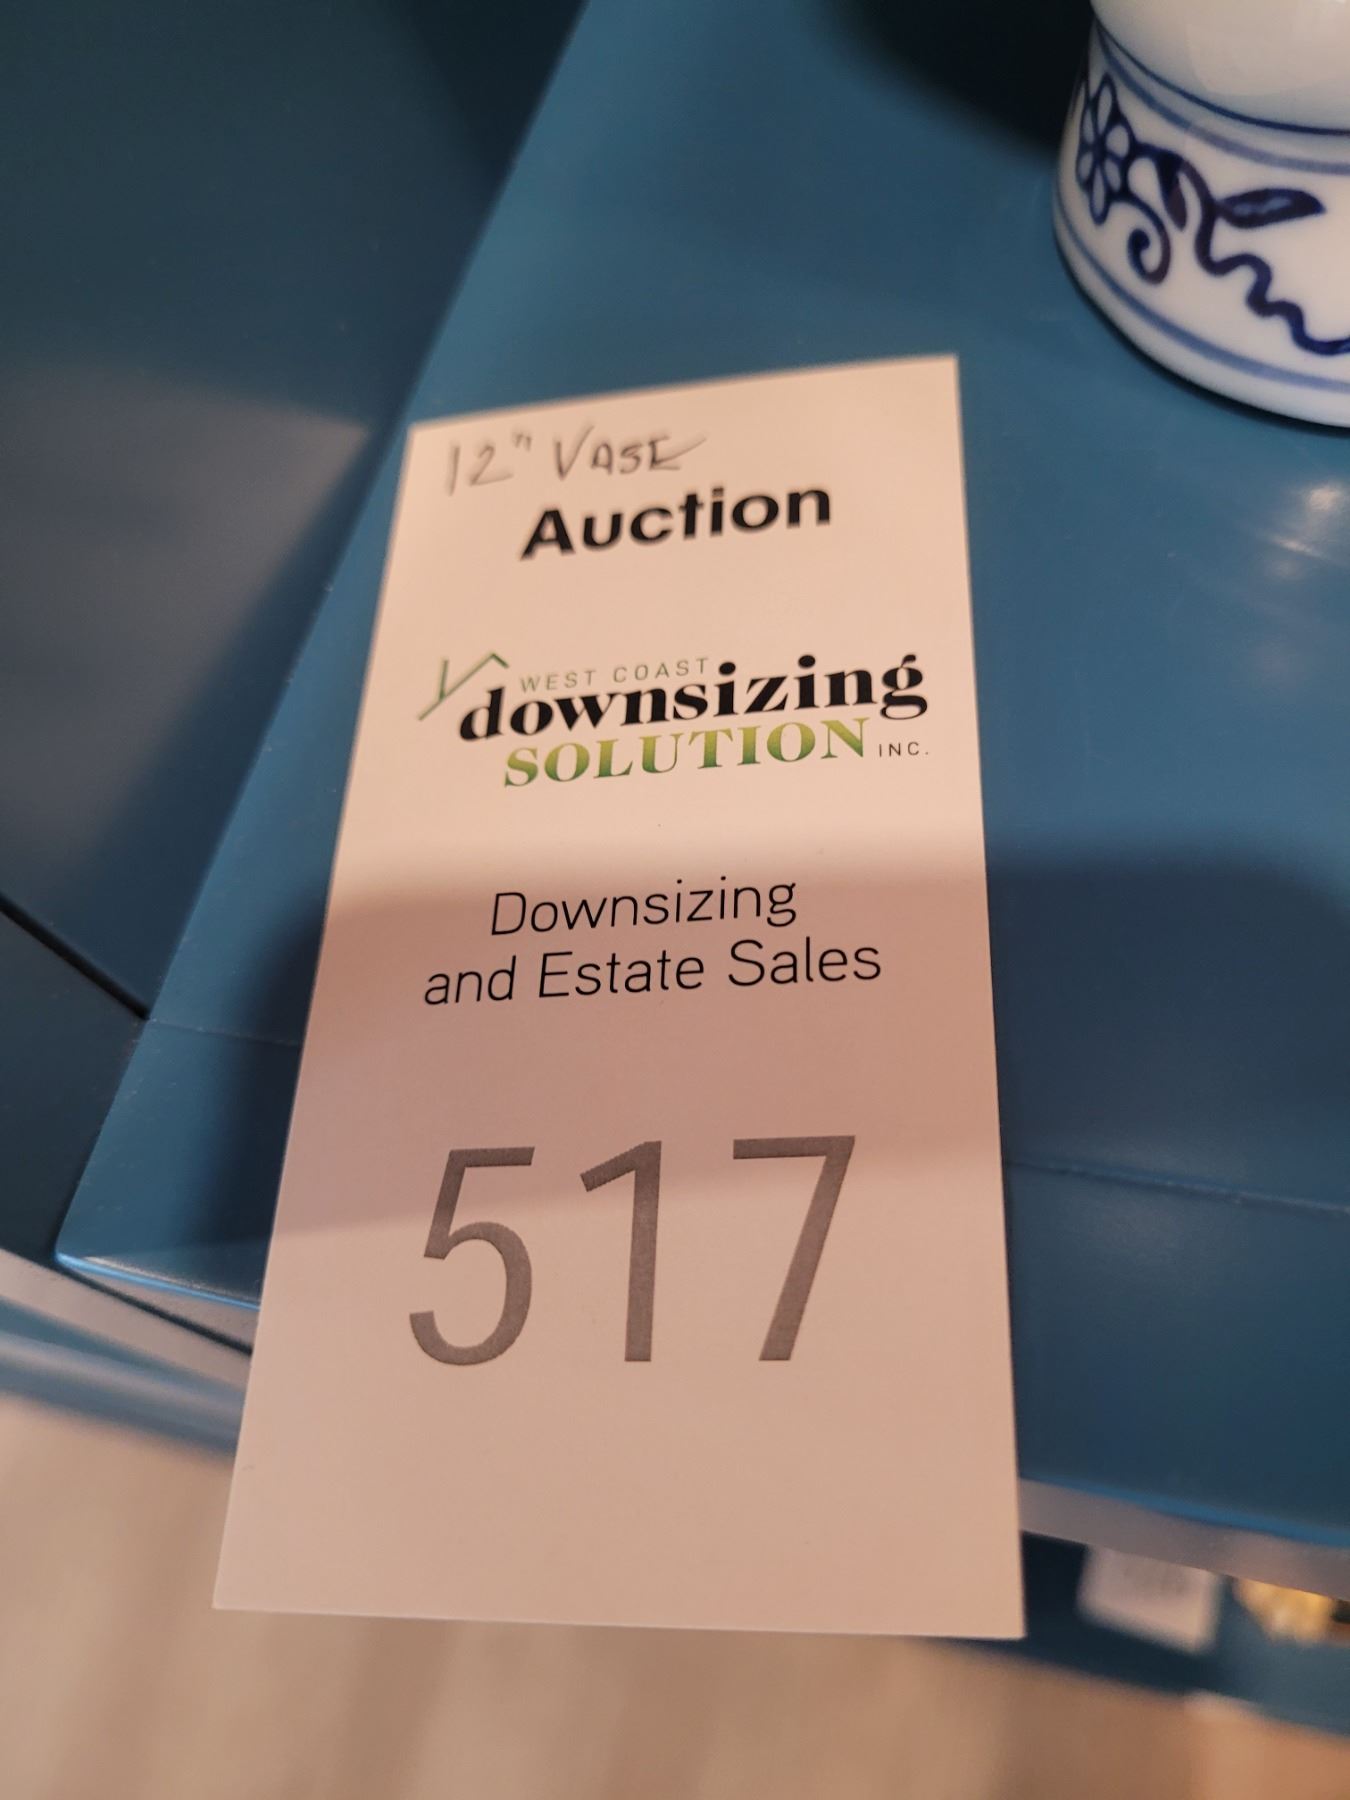 12" VASE
Auction
WEST COAST
downsizing
SOLUTION INC.
Downsizing
and Estate Sales
517